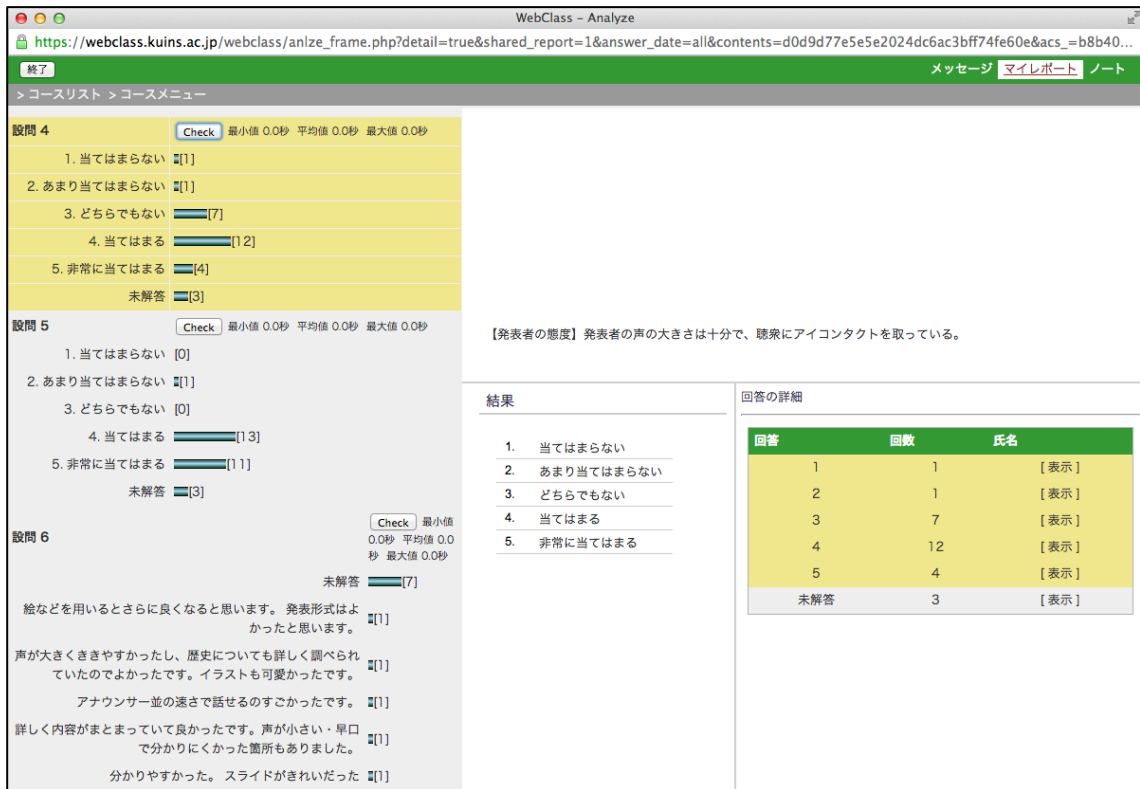 WebClass – Analyze
https://webclass.kuins.ac.jp/webclass/anlze_frame.php?detail=true&shared_report=1&answer_date=all&contents=d0d9d77e5e5e2024dc6ac3bff74fe60e&acs_=b8b40...
終了
メッセージ マイレポート ノート
> コースリスト > コースメニュー
設問 4 Check 最小値 0.0秒 平均値 0.0秒 最大値 0.0秒
1. 当てはまらない [1]
2. あまり当てはまらない [1]
3. どちらでもない [7]
4. 当てはまる [12]
5. 非常に当てはまる [4]
未解答 [3]
設問 5 Check 最小値 0.0秒 平均値 0.0秒 最大値 0.0秒
1. 当てはまらない [0]
2. あまり当てはまらない [1]
3. どちらでもない [0]
4. 当てはまる [13]
5. 非常に当てはまる [11]
未解答 [3]
設問 6 Check 最小値
0.0秒 平均値 0.0
秒 最大値 0.0秒
未解答 [7]
絵などを用いるとさらに良くなると思います。 発表形式はよ
かったと思います。 [1]
声が大きくききやすかったし、歴史についても詳しく調べられ
ていたのでよかったです。イラストも可愛かったです。 [1]
アナウンサー並の速さで話せるのすごかったです。 [1]
詳しく内容がまとまっていて良かったです。声が小さい・早口
で分かりにくかった箇所もありました。 [1]
分かりやすかった。 スライドがきれいだった [1]
【発表者の態度】発表者の声の大きさは十分で、聴衆にアイコンタクトを取っている。
結果
1. 当てはまらない
2. あまり当てはまらない
3. どちらでもない
4. 当てはまる
5. 非常に当てはまる
回答の詳細
回答 回数 氏名
1 1 [ 表示 ]
2 1 [ 表示 ]
3 7 [ 表示 ]
4 12 [ 表示 ]
5 4 [ 表示 ]
未解答 3 [ 表示 ]